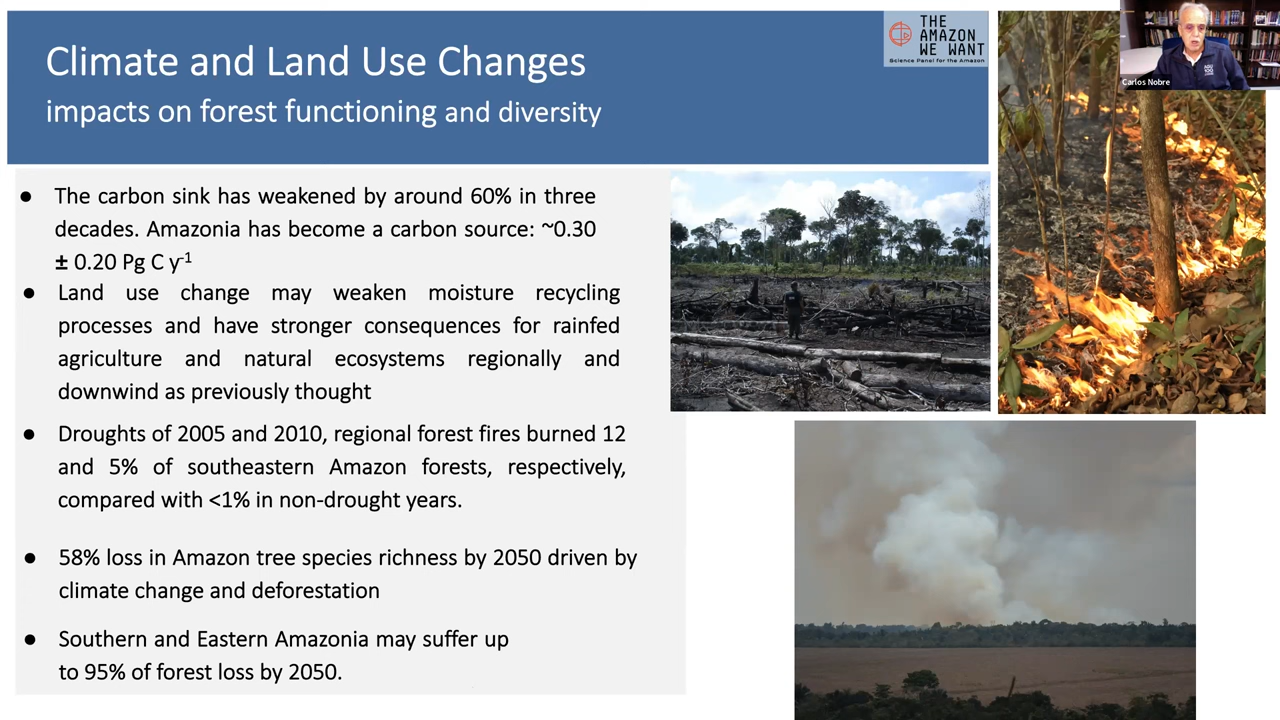 Climate and Land Use Changes
impacts on forest functioning and diversity
THE
AMAZON
WE WANT
Science Panel for the Amazon
Carlos Nobre
● The carbon sink has weakened by around 60% in three
decades. Amazonia has become a carbon source: ~0.30
± 0.20 Pg C y-1
● Land use change may weaken moisture recycling
processes and have stronger consequences for rainfed
agriculture and natural ecosystems regionally and
downwind as previously thought
● Droughts of 2005 and 2010, regional forest fires burned 12
and 5% of southeastern Amazon forests, respectively,
compared with <1% in non-drought years.
● 58% loss in Amazon tree species richness by 2050 driven by
climate change and deforestation
● Southern and Eastern Amazonia may suffer up
to 95% of forest loss by 2050.